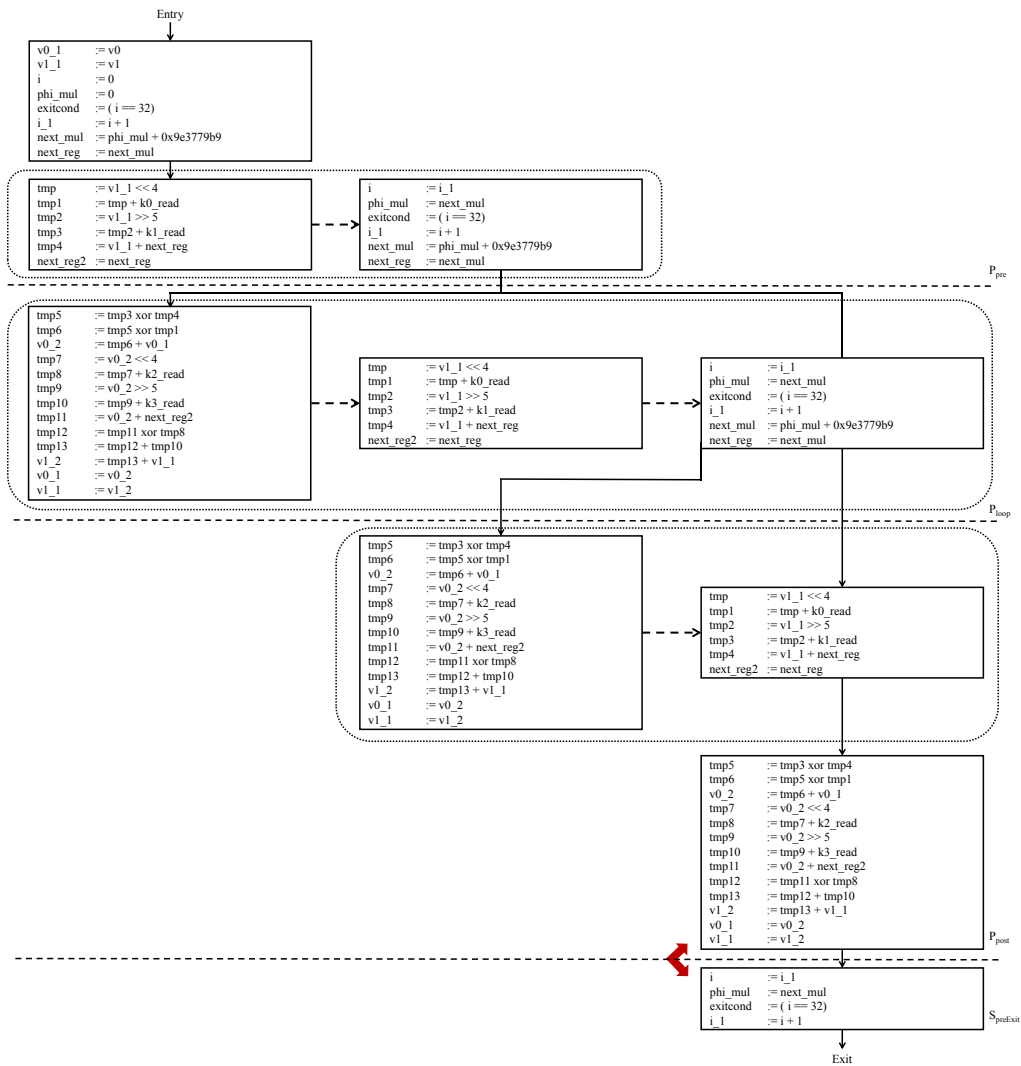 Entry
v0_1 := v0
v1_1 := v1
i := 0
phi_mul := 0
exitcond := ( i == 32)
i_1 := i + 1
next_mul := phi_mul + 0x9e3779b9
next_reg := next_mul
tmp := v1_1 << 4
tmp1 := tmp + k0_read
tmp2 := v1_1 >> 5
tmp3 := tmp2 + k1_read
tmp4 := v1_1 + next_reg
next_reg2 := next_reg
i := i_1
phi_mul := next_mul
exitcond := ( i == 32)
i_1 := i + 1
next_mul := phi_mul + 0x9e3779b9
next_reg := next_mul
Ppre
tmp5 := tmp3 xor tmp4
tmp6 := tmp5 xor tmp1
v0_2 := tmp6 + v0_1
tmp7 := v0_2 << 4
tmp8 := tmp7 + k2_read
tmp9 := v0_2 >> 5
tmp10 := tmp9 + k3_read
tmp11 := v0_2 + next_reg2
tmp12 := tmp11 xor tmp8
tmp13 := tmp12 + tmp10
v1_2 := tmp13 + v1_1
v0_1 := v0_2
v1_1 := v1_2
tmp := v1_1 << 4
tmp1 := tmp + k0_read
tmp2 := v1_1 >> 5
tmp3 := tmp2 + k1_read
tmp4 := v1_1 + next_reg
next_reg2 := next_reg
i := i_1
phi_mul := next_mul
exitcond := ( i == 32)
i_1 := i + 1
next_mul := phi_mul + 0x9e3779b9
next_reg := next_mul
Ploop
tmp5 := tmp3 xor tmp4
tmp6 := tmp5 xor tmp1
v0_2 := tmp6 + v0_1
tmp7 := v0_2 << 4
tmp8 := tmp7 + k2_read
tmp9 := v0_2 >> 5
tmp10 := tmp9 + k3_read
tmp11 := v0_2 + next_reg2
tmp12 := tmp11 xor tmp8
tmp13 := tmp12 + tmp10
v1_2 := tmp13 + v1_1
v0_1 := v0_2
v1_1 := v1_2
tmp := v1_1 << 4
tmp1 := tmp + k0_read
tmp2 := v1_1 >> 5
tmp3 := tmp2 + k1_read
tmp4 := v1_1 + next_reg
next_reg2 := next_reg
tmp5 := tmp3 xor tmp4
tmp6 := tmp5 xor tmp1
v0_2 := tmp6 + v0_1
tmp7 := v0_2 << 4
tmp8 := tmp7 + k2_read
tmp9 := v0_2 >> 5
tmp10 := tmp9 + k3_read
tmp11 := v0_2 + next_reg2
tmp12 := tmp11 xor tmp8
tmp13 := tmp12 + tmp10
v1_2 := tmp13 + v1_1
v0_1 := v0_2
v1_1 := v1_2
Ppost
i := i_1
phi_mul := next_mul
exitcond := ( i == 32)
i_1 := i + 1
SpreExit
Exit